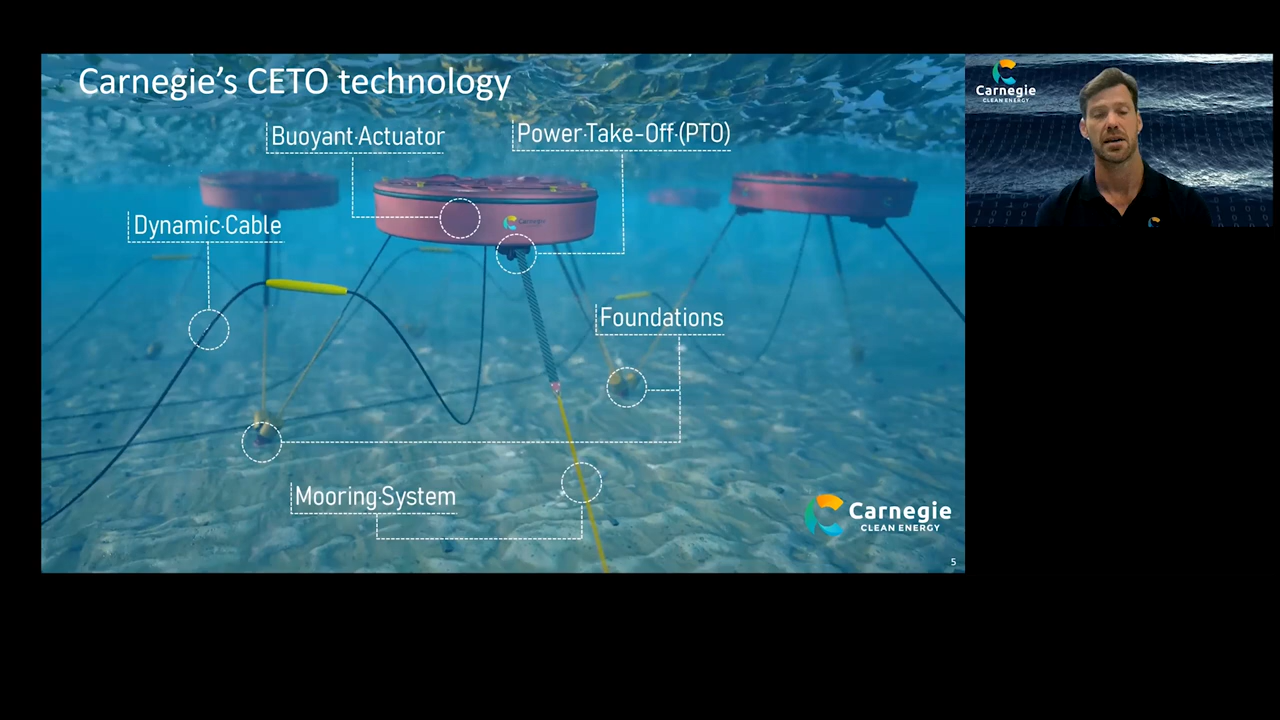 Carnegie's CETO technology
Buoyant Actuator
Power Take-Off (PTO)
Dynamic Cable
Foundations
Mooring System
Carnegie
Carnegie
CLEAN ENERGY
5
Carnegie
CLEAN ENERGY